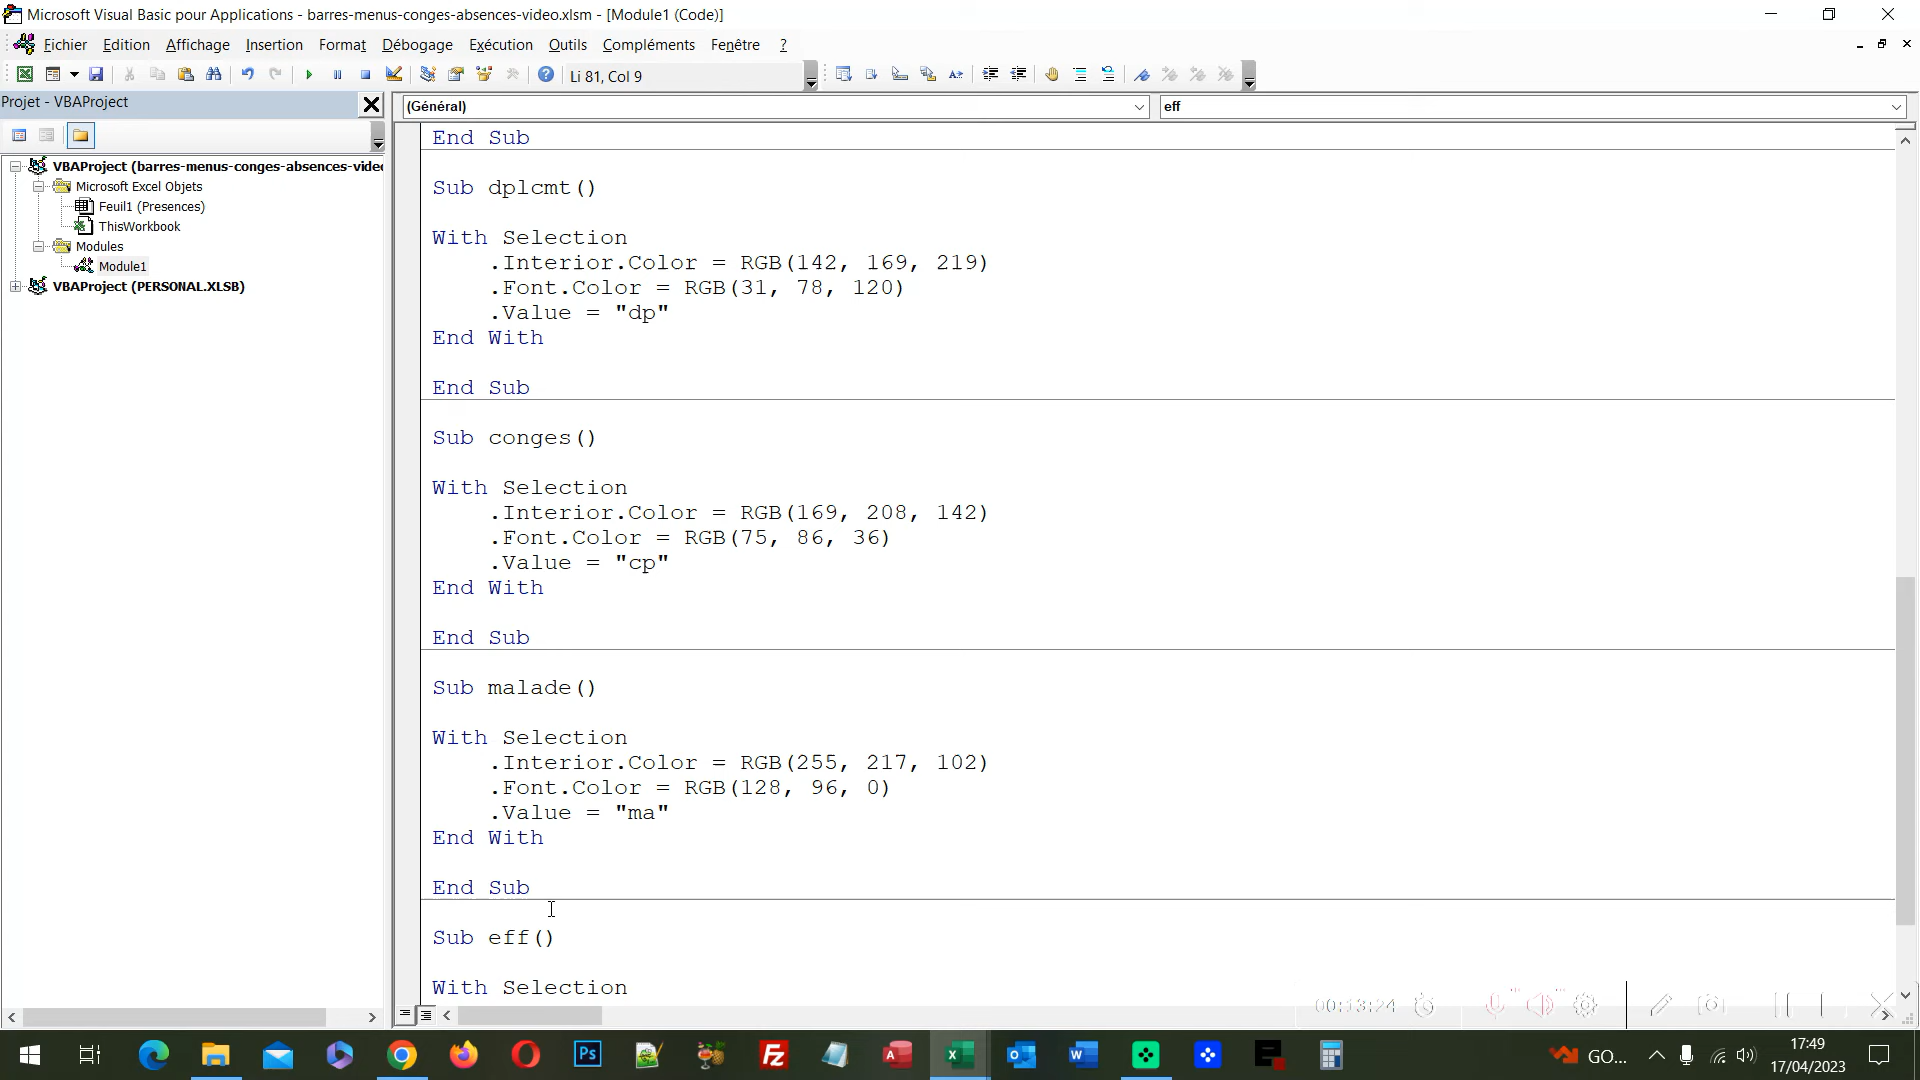 Microsoft Visual Basic pour Applications - barres-menus-conges-absences-video.xlsm - [Module1 (Code)]
Fichier Edition Affichage Insertion Format Débogage Exécution Outils Compléments Fenêtre ?
Li 81, Col 9
Projet - VBAProject
(Général)
eff
VBAProject (barres-menus-conges-absences-video
Microsoft Excel Objets
Feuil1 (Presences)
ThisWorkbook
Modules
Module1
VBAProject (PERSONAL.XLSB)
End Sub
Sub dplcmt()
With Selection
.Interior.Color = RGB(142, 169, 219)
.Font.Color = RGB(31, 78, 120)
.Value = "dp"
End With
End Sub
Sub conges()
With Selection
.Interior.Color = RGB(169, 208, 142)
.Font.Color = RGB(75, 86, 36)
.Value = "cp"
End With
End Sub
Sub malade()
With Selection
.Interior.Color = RGB(255, 217, 102)
.Font.Color = RGB(128, 96, 0)
.Value = "ma"
End With
End Sub
Sub eff()
With Selection
00:13:24
GO...
17:49
17/04/2023